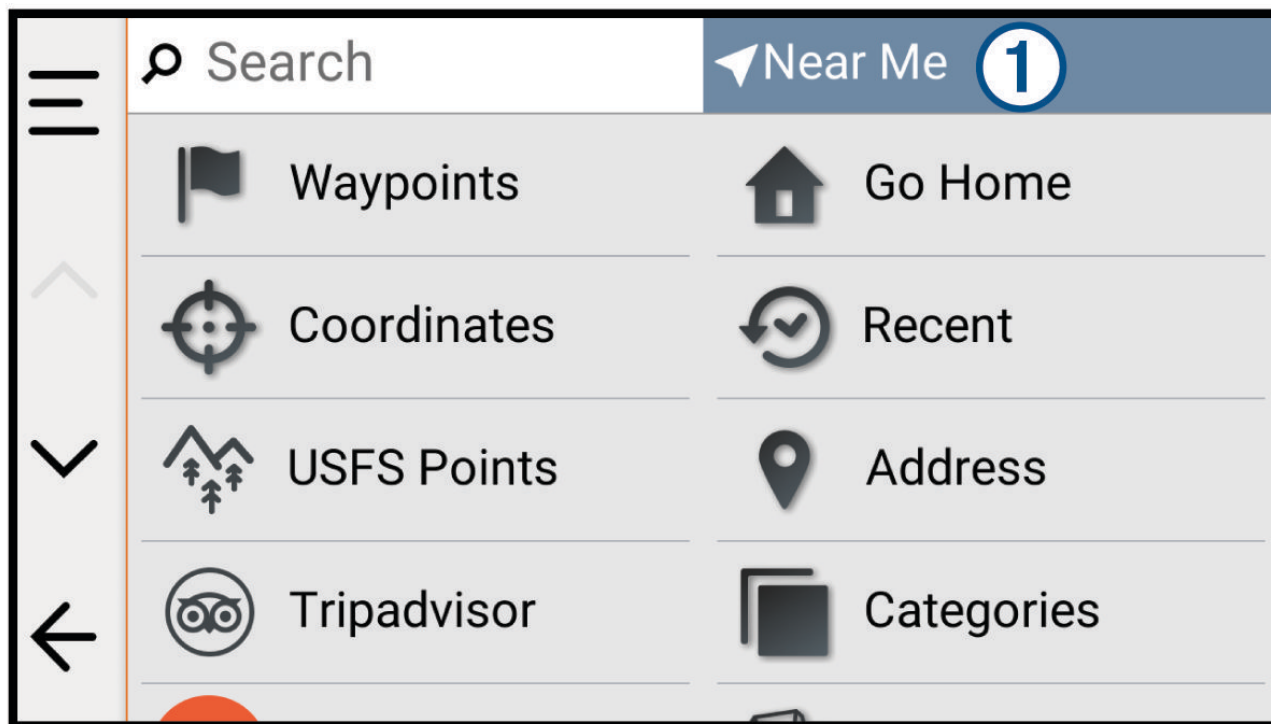 Search
Near Me 1
Waypoints
Go Home
Coordinates
Recent
USFS Points
Address
Tripadvisor
Categories